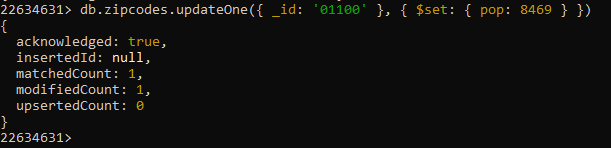 22634631> db.zipcodes.updateOne({ _id: '01100' }, { $set: { pop: 8469 } })
{
  acknowledged: true,
  insertedId: null,
  matchedCount: 1,
  modifiedCount: 1,
  upsertedCount: 0
}
22634631>